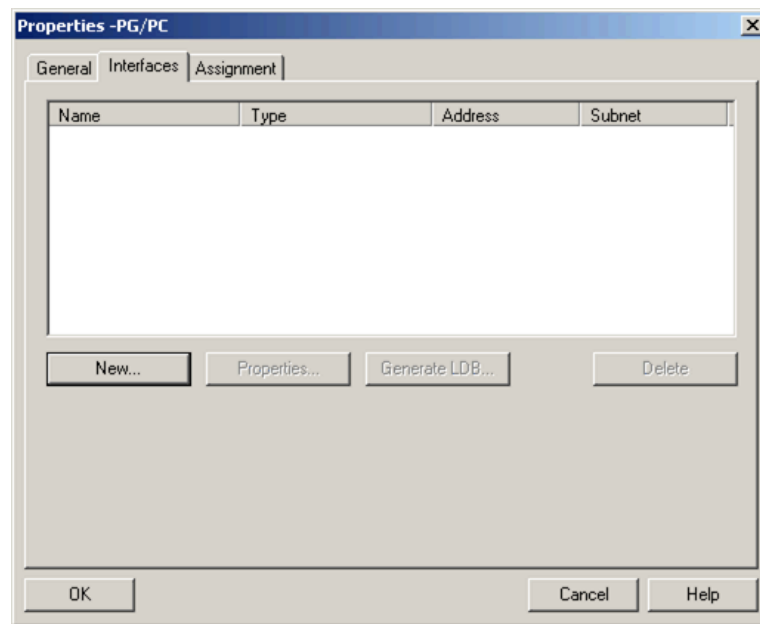 Properties -PG/PC
General Interfaces Assignment
Name Type Address Subnet
New... Properties... Generate LDB... Delete
OK Cancel Help